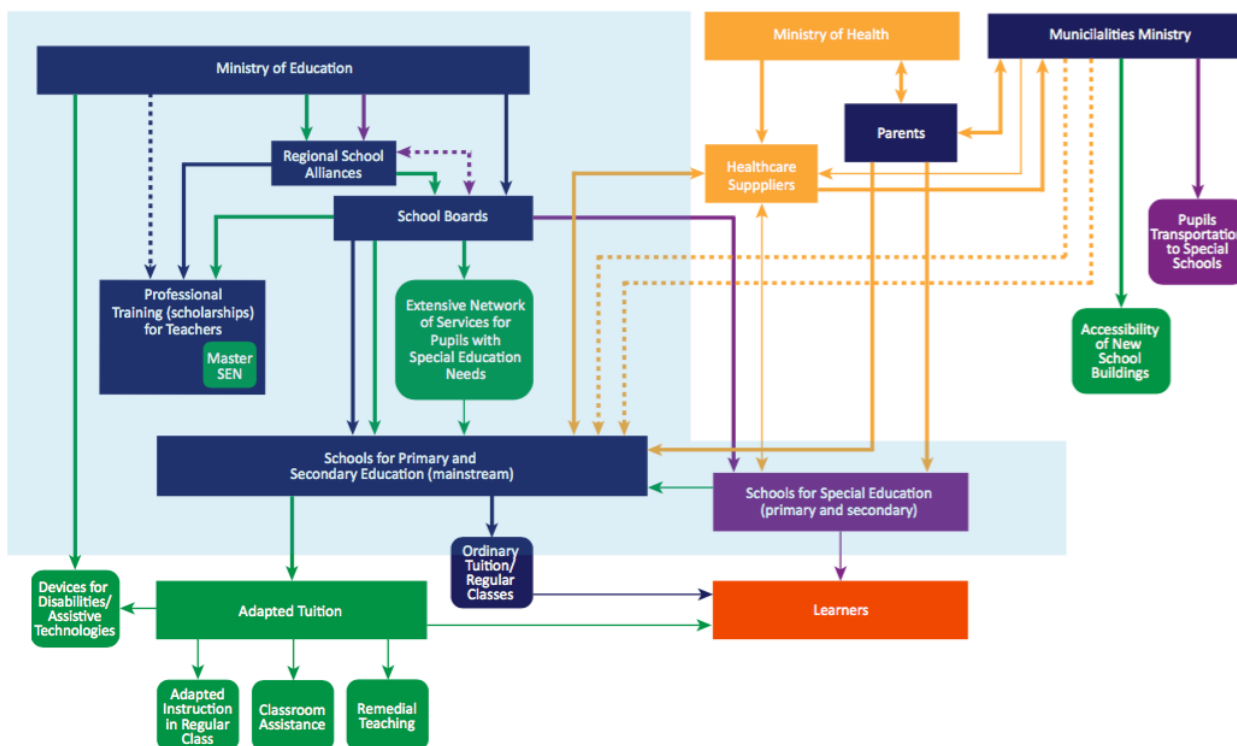 Ministry of Education
Ministry of Health
Municilalities Ministry
Parents
Regional School
Alliances
Healthcare
Supppliers
School Boards
Pupils
Transportation
to Special
Schools
Professional
Training (scholarships)
for Teachers
Master
SEN
Extensive Network
of Services for
Pupils with
Special Education
Needs
Accessibility
of New
School
Buildings
Schools for Primary and
Secondary Education (mainstream)
Schools for Special Education
(primary and secondary)
Ordinary
Tuition/
Regular
Classes
Devices for
Disabilities/
Assistive
Technologies
Adapted Tuition
Learners
Adapted
Instruction
in Regular
Class
Classroom
Assistance
Remedial
Teaching